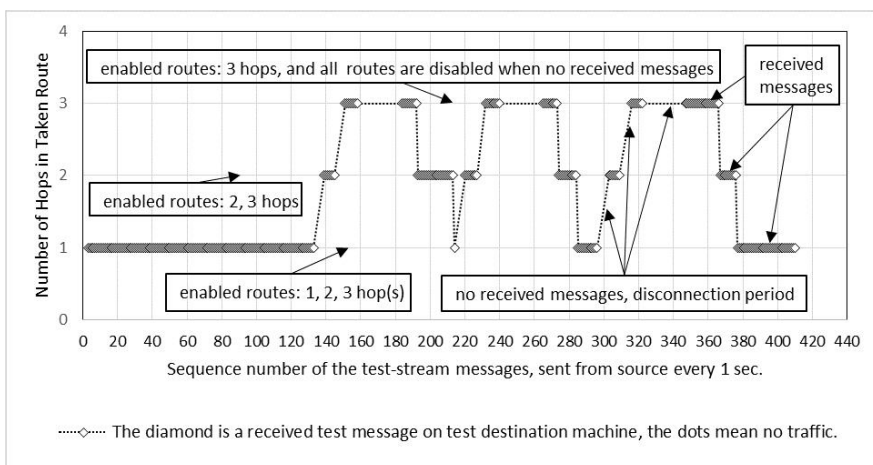 4
enabled routes: 3 hops, and all routes are disabled when no received messages
received
messages
3
2
enabled routes: 2, 3 hops
1
enabled routes: 1, 2, 3 hop(s)
no received messages, disconnection period
0
Number of Hops in Taken Route
0 20 40 60 80 100 120 140 160 180 200 220 240 260 280 300 320 340 360 380 400 420 440
Sequence number of the test-stream messages, sent from source every 1 sec.
The diamond is a received test message on test destination machine, the dots mean no traffic.